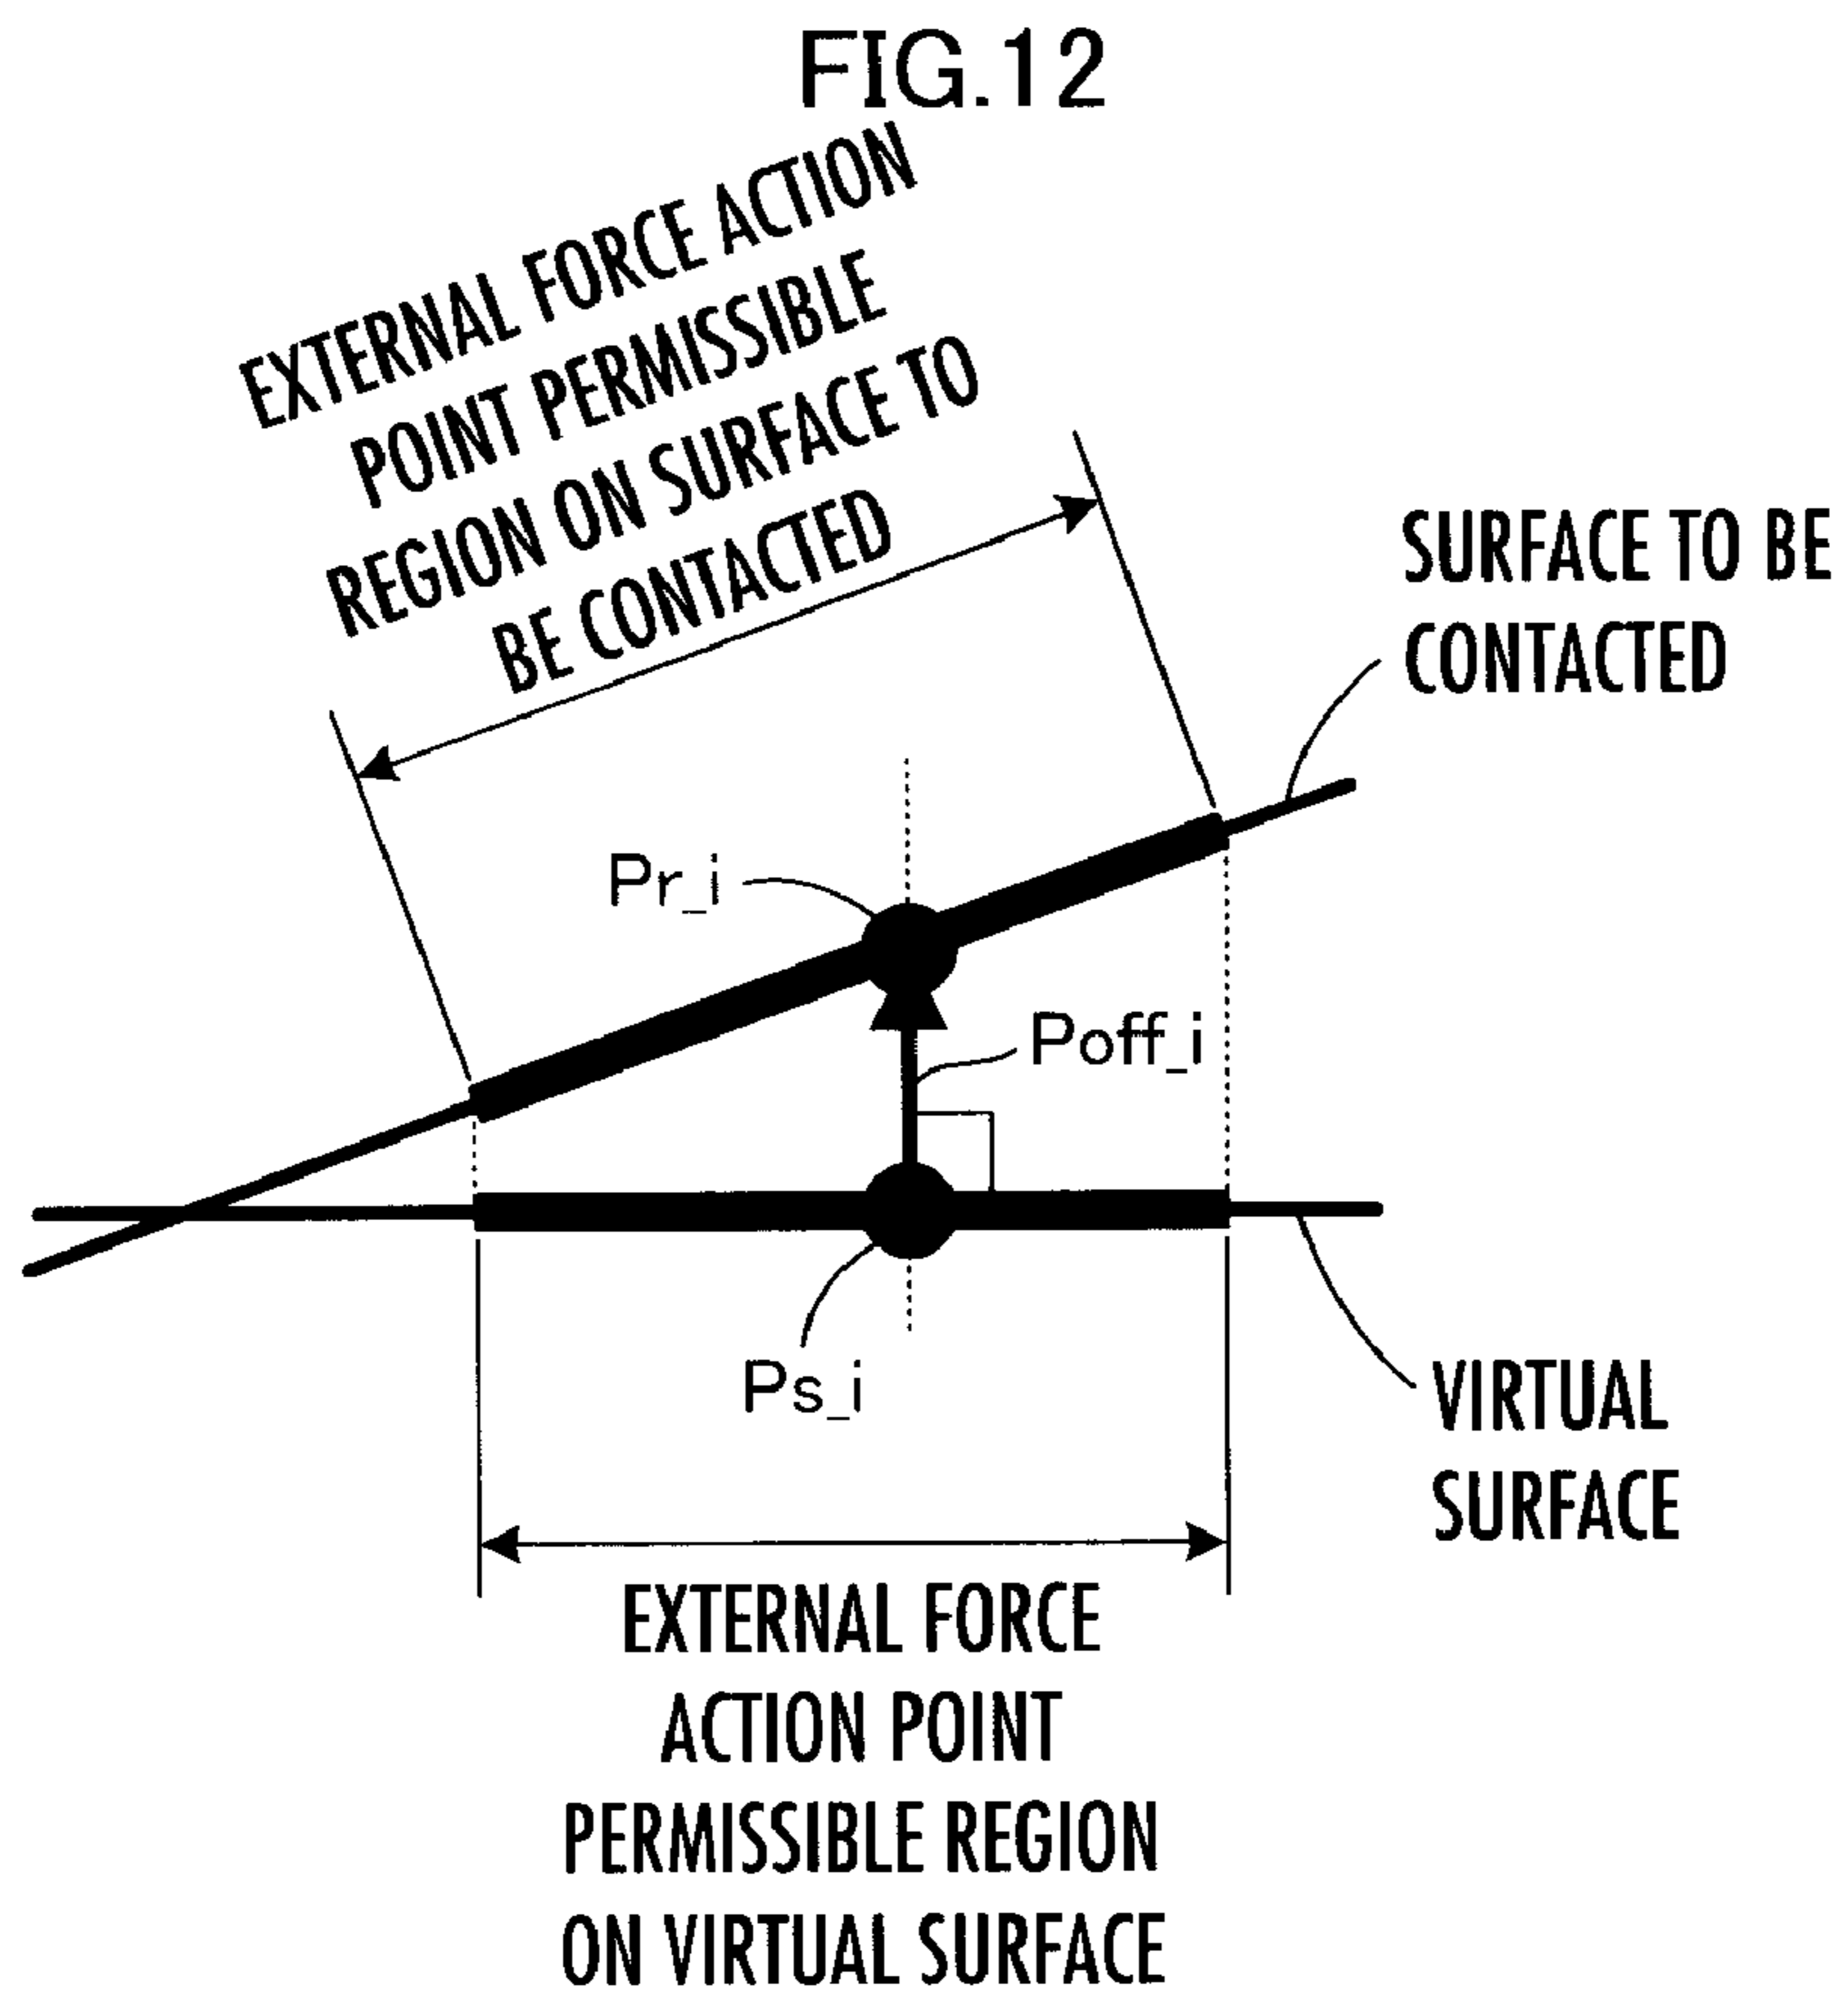 FIG.12
EXTERNAL FORCE ACTION
POINT PERMISSIBLE
REGION ON SURFACE TO
BE CONTACTED
SURFACE TO BE
CONTACTED
Pr_i
Poff_i
Ps_i
VIRTUAL
SURFACE
EXTERNAL FORCE
ACTION POINT
PERMISSIBLE REGION
ON VIRTUAL SURFACE